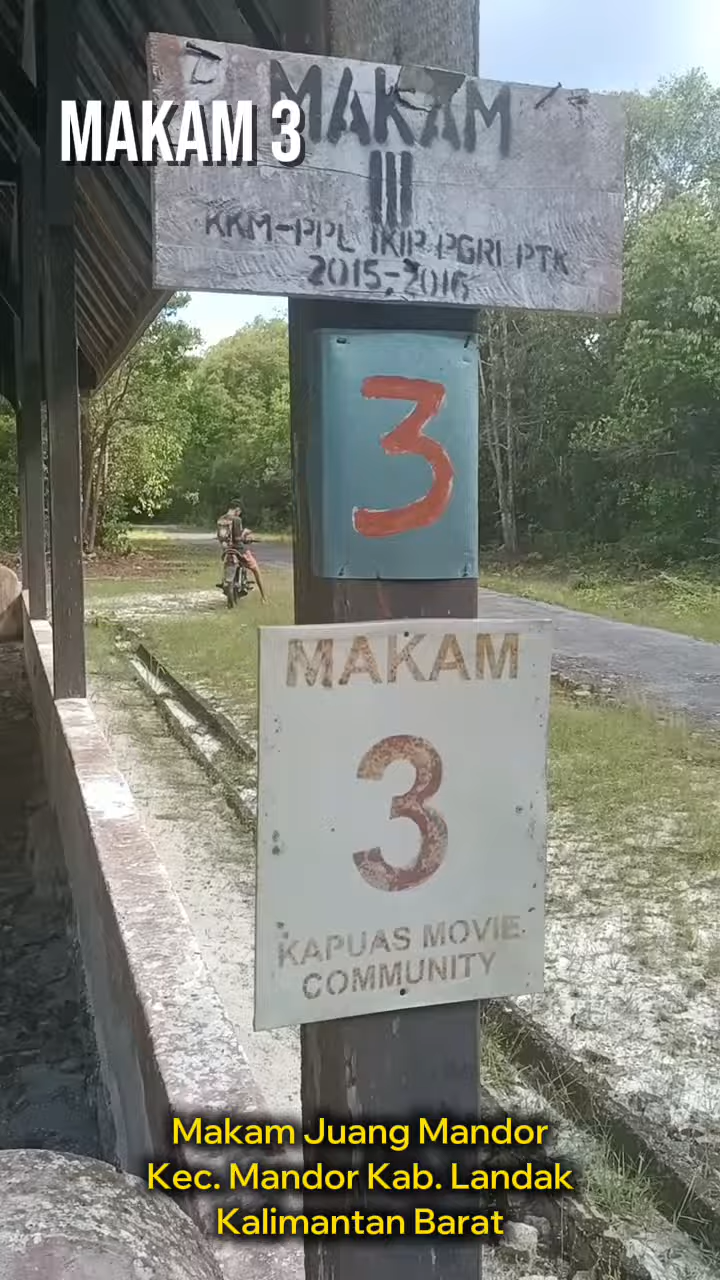 MAKAM 3
MAKAM
III
KKM-PPL IKIP PGRI PTK
2015-2016
3
MAKAM
3
KAPUAS MOVIE
COMMUNITY
Makam Juang Mandor
Kec. Mandor Kab. Landak
Kalimantan Barat